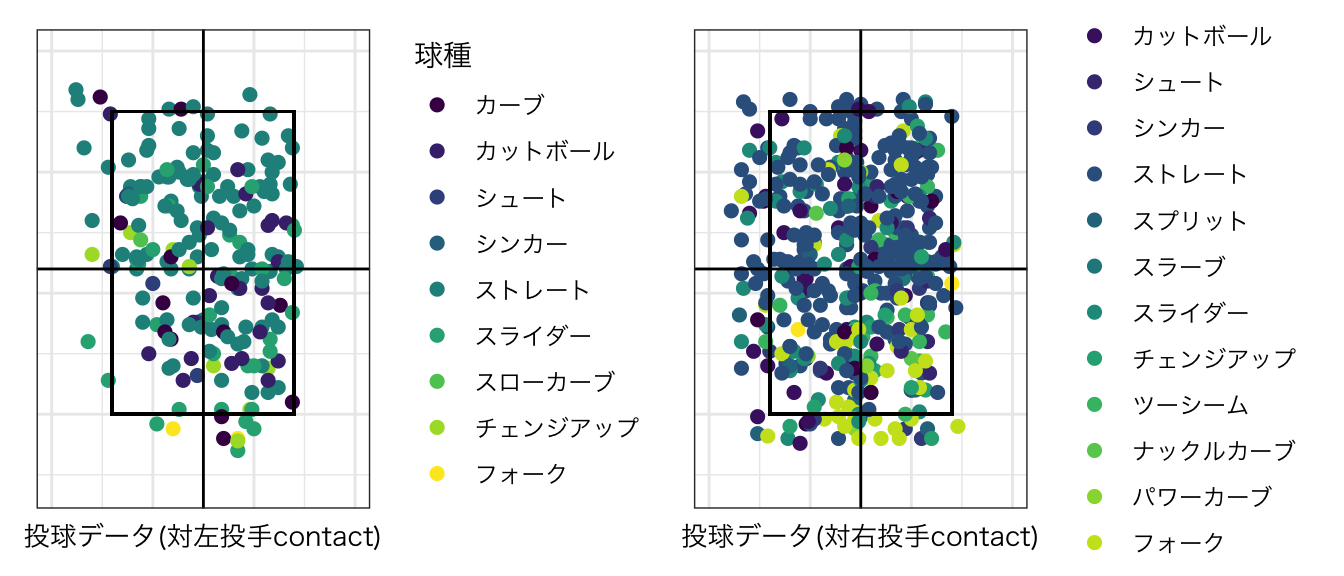 球種
カーブ
カットボール
シュート
シンカー
ストレート
スライダー
スローカーブ
チェンジアップ
フォーク
投球データ(対左投手contact)
カットボール
シュート
シンカー
ストレート
スプリット
スラーブ
スライダー
チェンジアップ
ツーシーム
ナックルカーブ
パワーカーブ
フォーク
投球データ(対右投手contact)